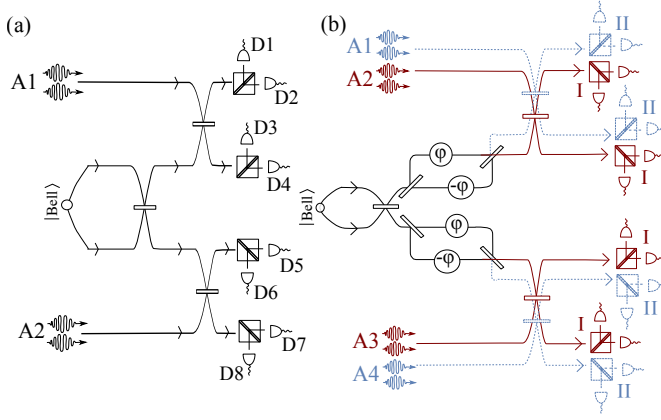 (a)
A1
D1
D2
D3
D4
|Bell⟩
D5
D6
A2
D7
D8
(b)
A1
A2
II
I
II
I
φ
-φ
|Bell⟩
φ
-φ
I
II
I
II
A3
A4